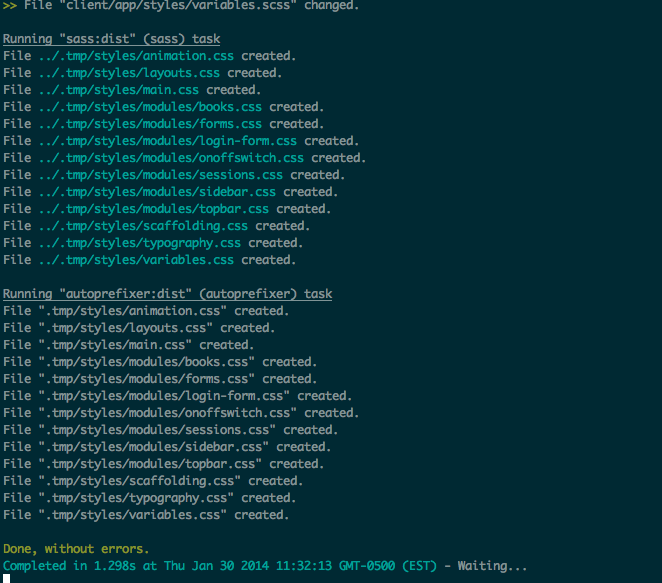 >> File "client/app/styles/variables.scss" changed.
Running "sass:dist" (sass) task
File ../.tmp/styles/animation.css created.
File ../.tmp/styles/layouts.css created.
File ../.tmp/styles/main.css created.
File ../.tmp/styles/modules/books.css created.
File ../.tmp/styles/modules/forms.css created.
File ../.tmp/styles/modules/login-form.css created.
File ../.tmp/styles/modules/onoffswitch.css created.
File ../.tmp/styles/modules/sessions.css created.
File ../.tmp/styles/modules/sidebar.css created.
File ../.tmp/styles/modules/topbar.css created.
File ../.tmp/styles/scaffolding.css created.
File ../.tmp/styles/typography.css created.
File ../.tmp/styles/variables.css created.
Running "autoprefixer:dist" (autoprefixer) task
File ".tmp/styles/animation.css" created.
File ".tmp/styles/layouts.css" created.
File ".tmp/styles/main.css" created.
File ".tmp/styles/modules/books.css" created.
File ".tmp/styles/modules/forms.css" created.
File ".tmp/styles/modules/login-form.css" created.
File ".tmp/styles/modules/onoffswitch.css" created.
File ".tmp/styles/modules/sessions.css" created.
File ".tmp/styles/modules/sidebar.css" created.
File ".tmp/styles/modules/topbar.css" created.
File ".tmp/styles/scaffolding.css" created.
File ".tmp/styles/typography.css" created.
File ".tmp/styles/variables.css" created.
Done, without errors.
Completed in 1.298s at Thu Jan 30 2014 11:32:13 GMT-0500 (EST) - Waiting...